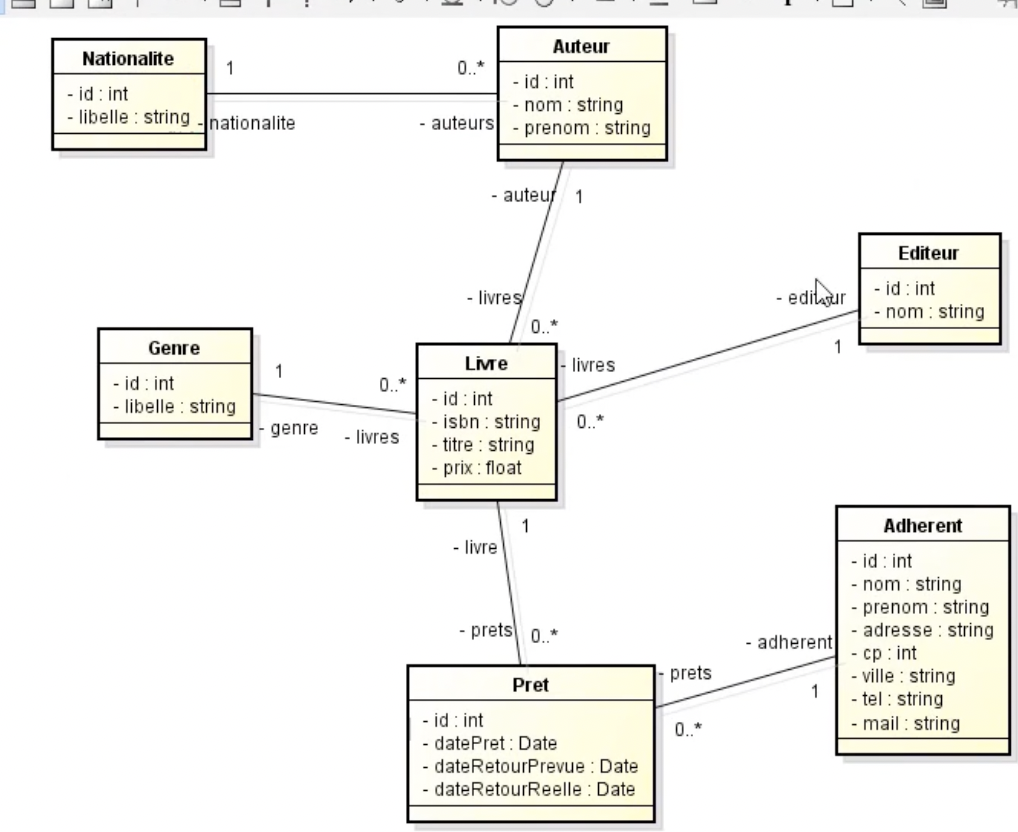 Nationalite
- id : int
- libelle : string
1
0..*
- nationalite
- auteurs
Auteur
- id : int
- nom : string
- prenom : string
- auteur
1
- livres
0..*
Editeur
- id : int
- nom : string
- editeur
1
- livres
0..*
Genre
- id : int
- libelle : string
1
0..*
- genre
- livres
Livre
- id : int
- isbn : string
- titre : string
- prix : float
1
- livre
- prets
0..*
Adherent
- id : int
- nom : string
- prenom : string
- adresse : string
- cp : int
- ville : string
- tel : string
- mail : string
- adherent
1
- prets
0..*
Pret
- id : int
- datePret : Date
- dateRetourPrevue : Date
- dateRetourReelle : Date